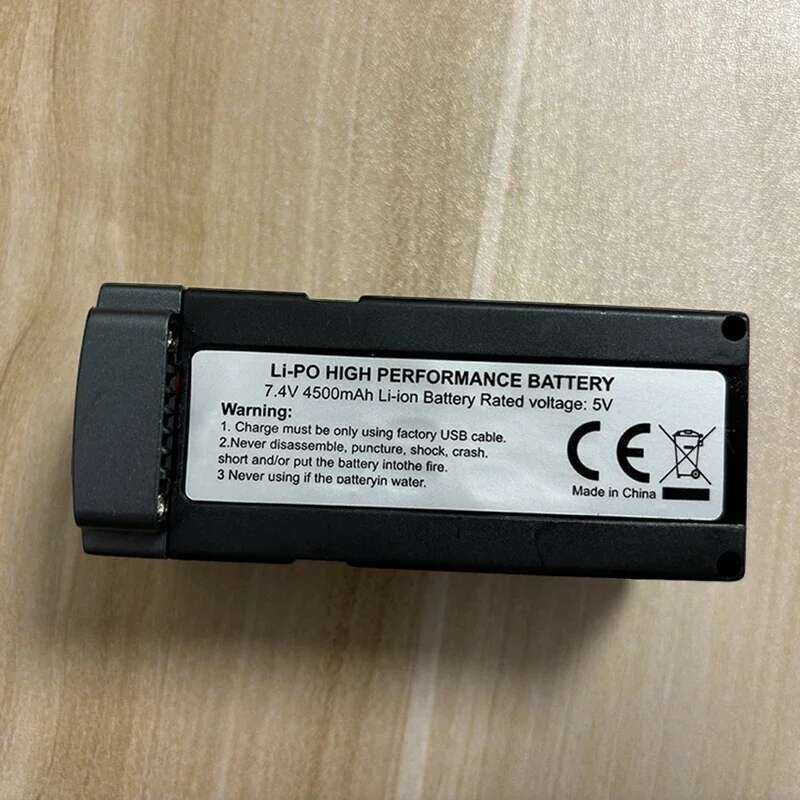 Li-PO HIGH PERFORMANCE BATTERY
7.4V 4500mAh Li-ion Battery Rated voltage: 5V
Warning:
1. Charge must be only using factory USB cable.
2.Never disassemble, puncture, shock, crash.
short and/or put the battery intothe fire.
3 Never using if the patteryin water.
CE
Made in China